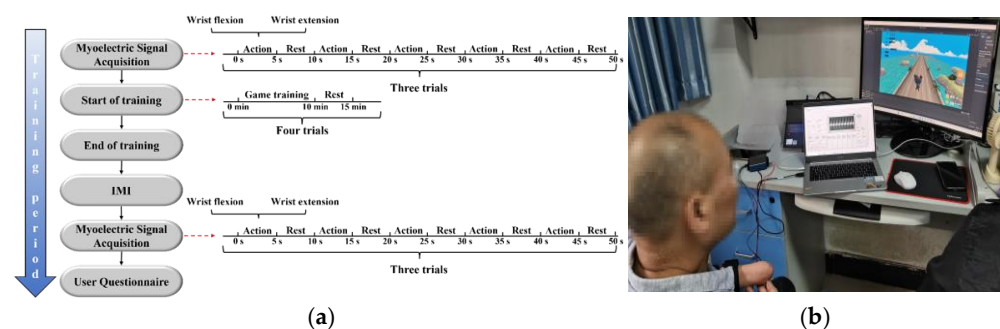 Training period
Wrist flexion Wrist extension
Myoelectric Signal
Acquisition
Action Rest Action Rest Action Rest Action Rest Action Rest
0 s 5 s 10 s 15 s 20 s 25 s 30 s 35 s 40 s 45 s 50 s
Three trials
Start of training
Game training Rest
0 min 10 min 15 min
Four trials
End of training
IMI
Wrist flexion Wrist extension
Myoelectric Signal
Acquisition
Action Rest Action Rest Action Rest Action Rest Action Rest
0 s 5 s 10 s 15 s 20 s 25 s 30 s 35 s 40 s 45 s 50 s
Three trials
User Questionnaire
(a)
(b)